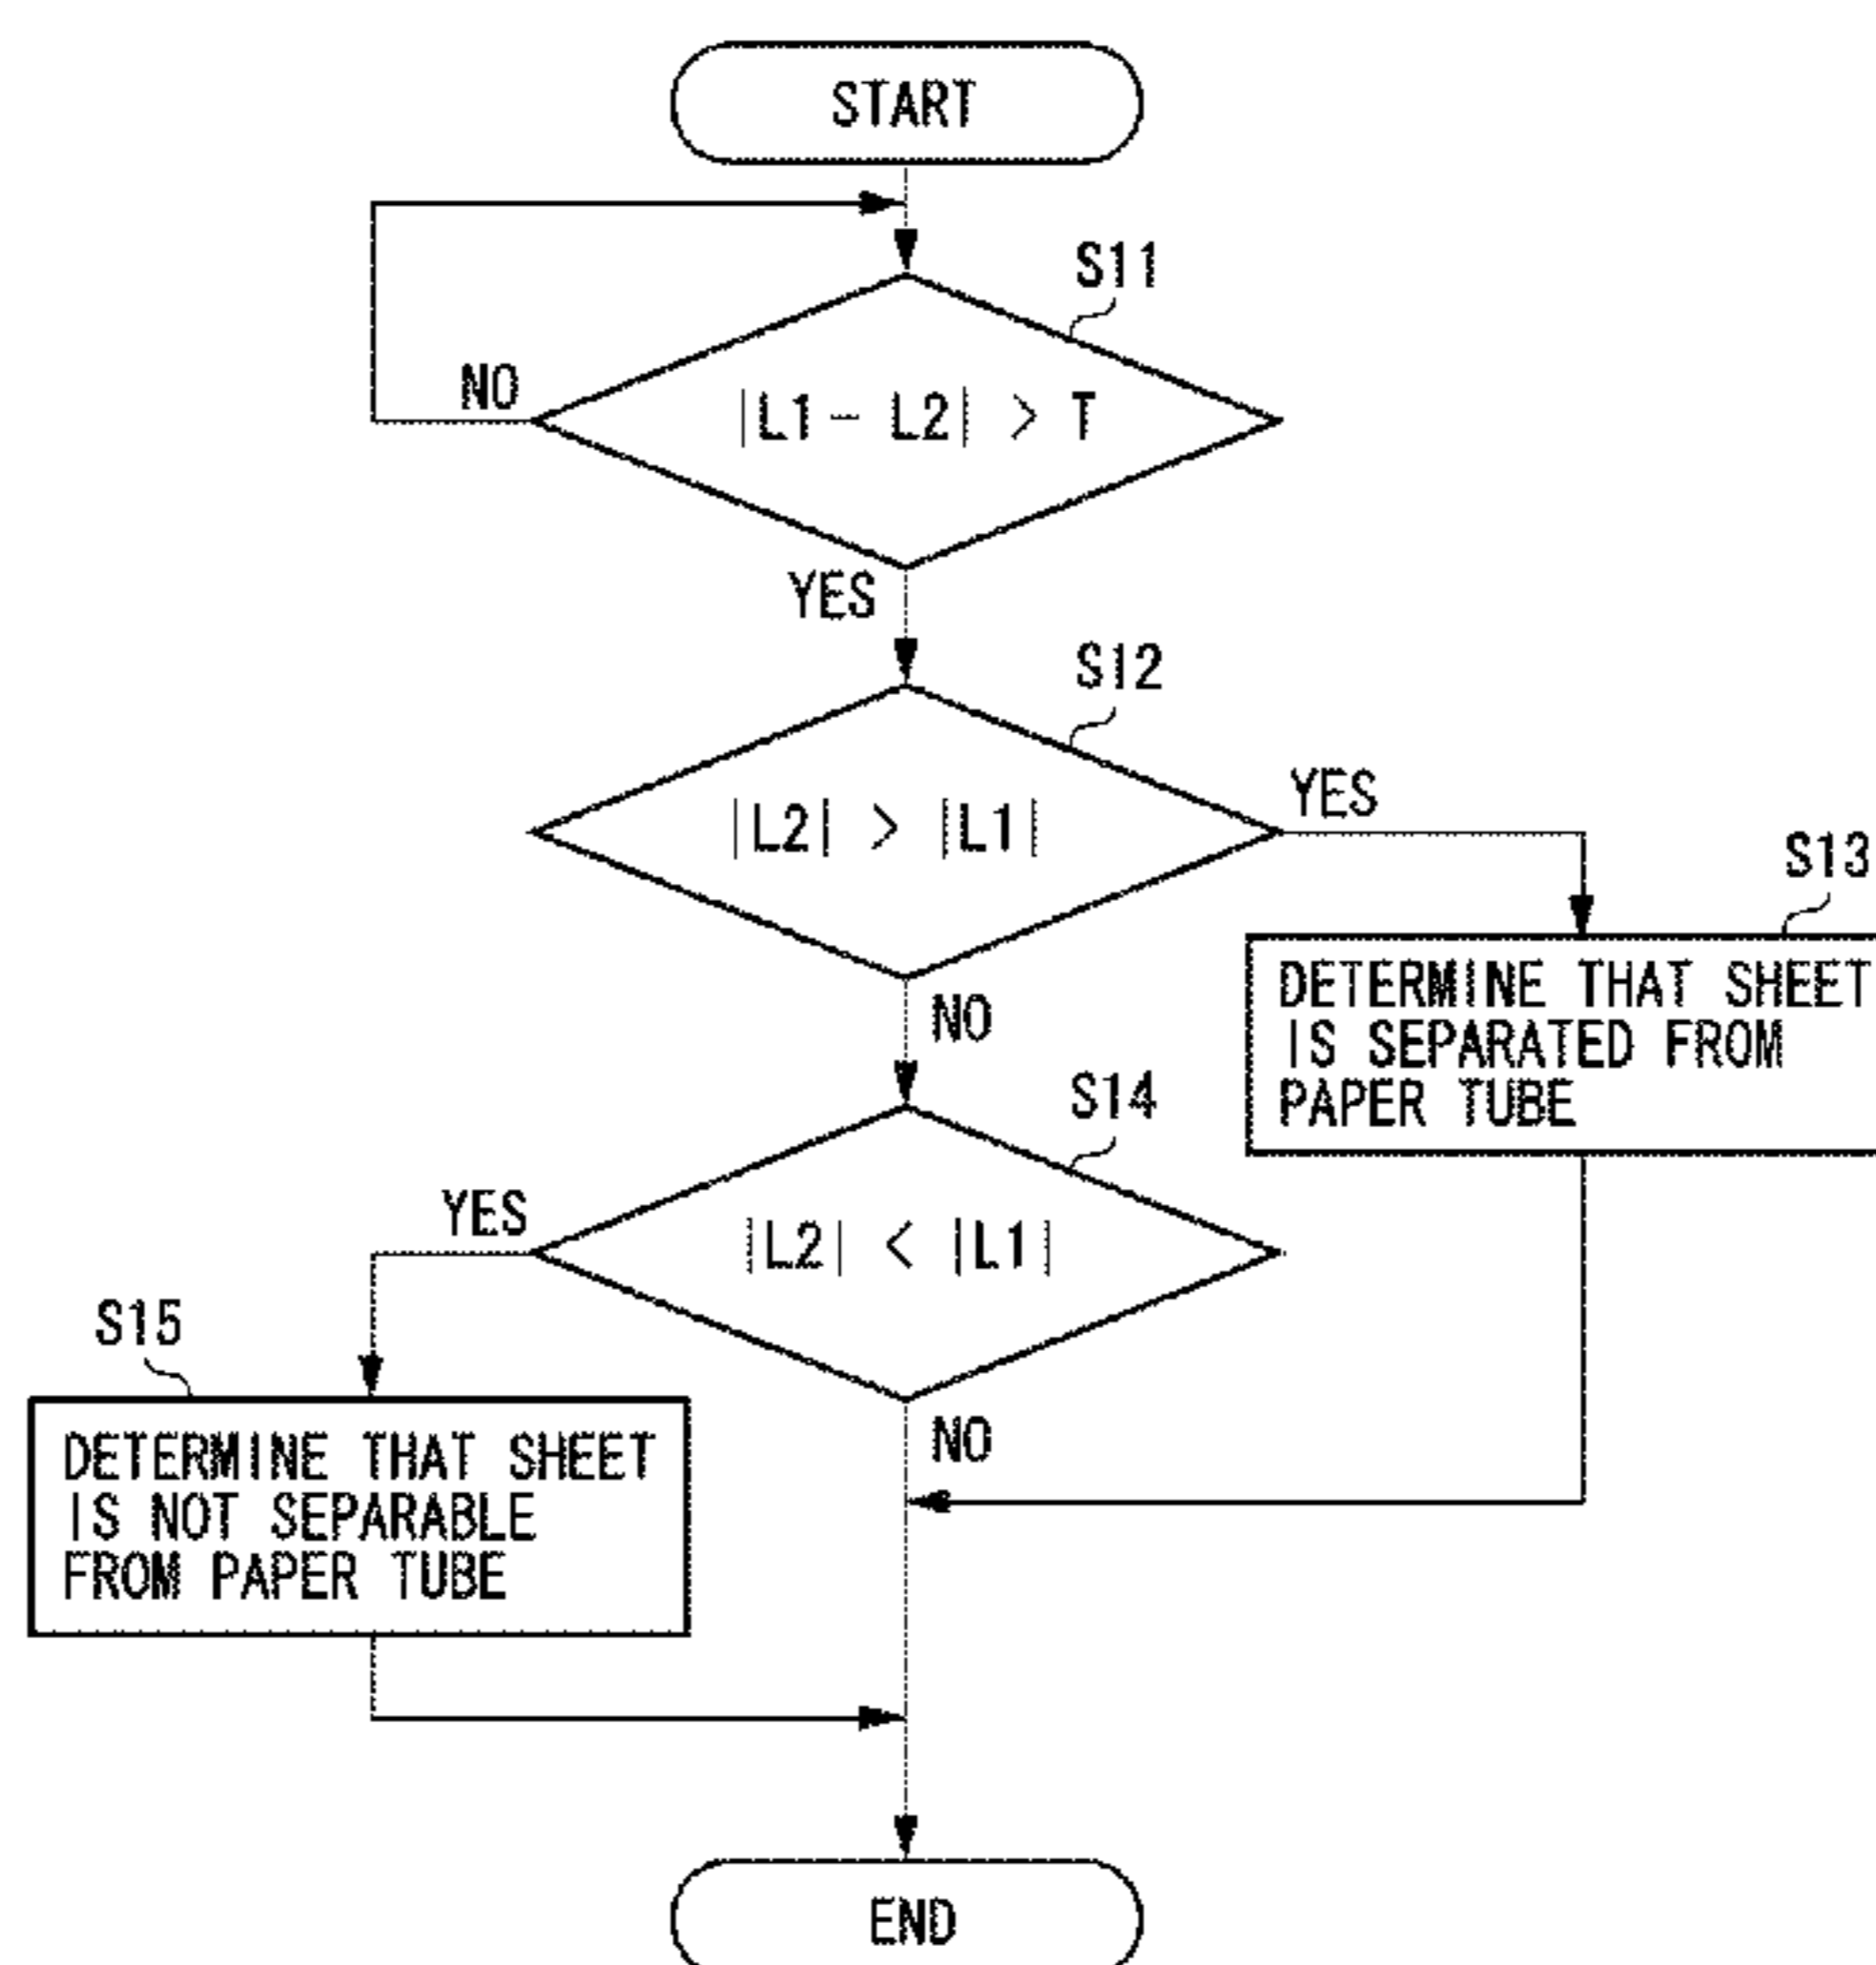 START
S11
NO
|L1- L2| > T
YES
S12
|L2| > |L1|
YES
S13
DETERMINE THAT SHEET
IS SEPARATED FROM
PAPER TUBE
NO
S14
|L2| < |L1|
YES
S15
DETERMINE THAT SHEET
IS NOT SEPARABLE
FROM PAPER TUBE
NO
END